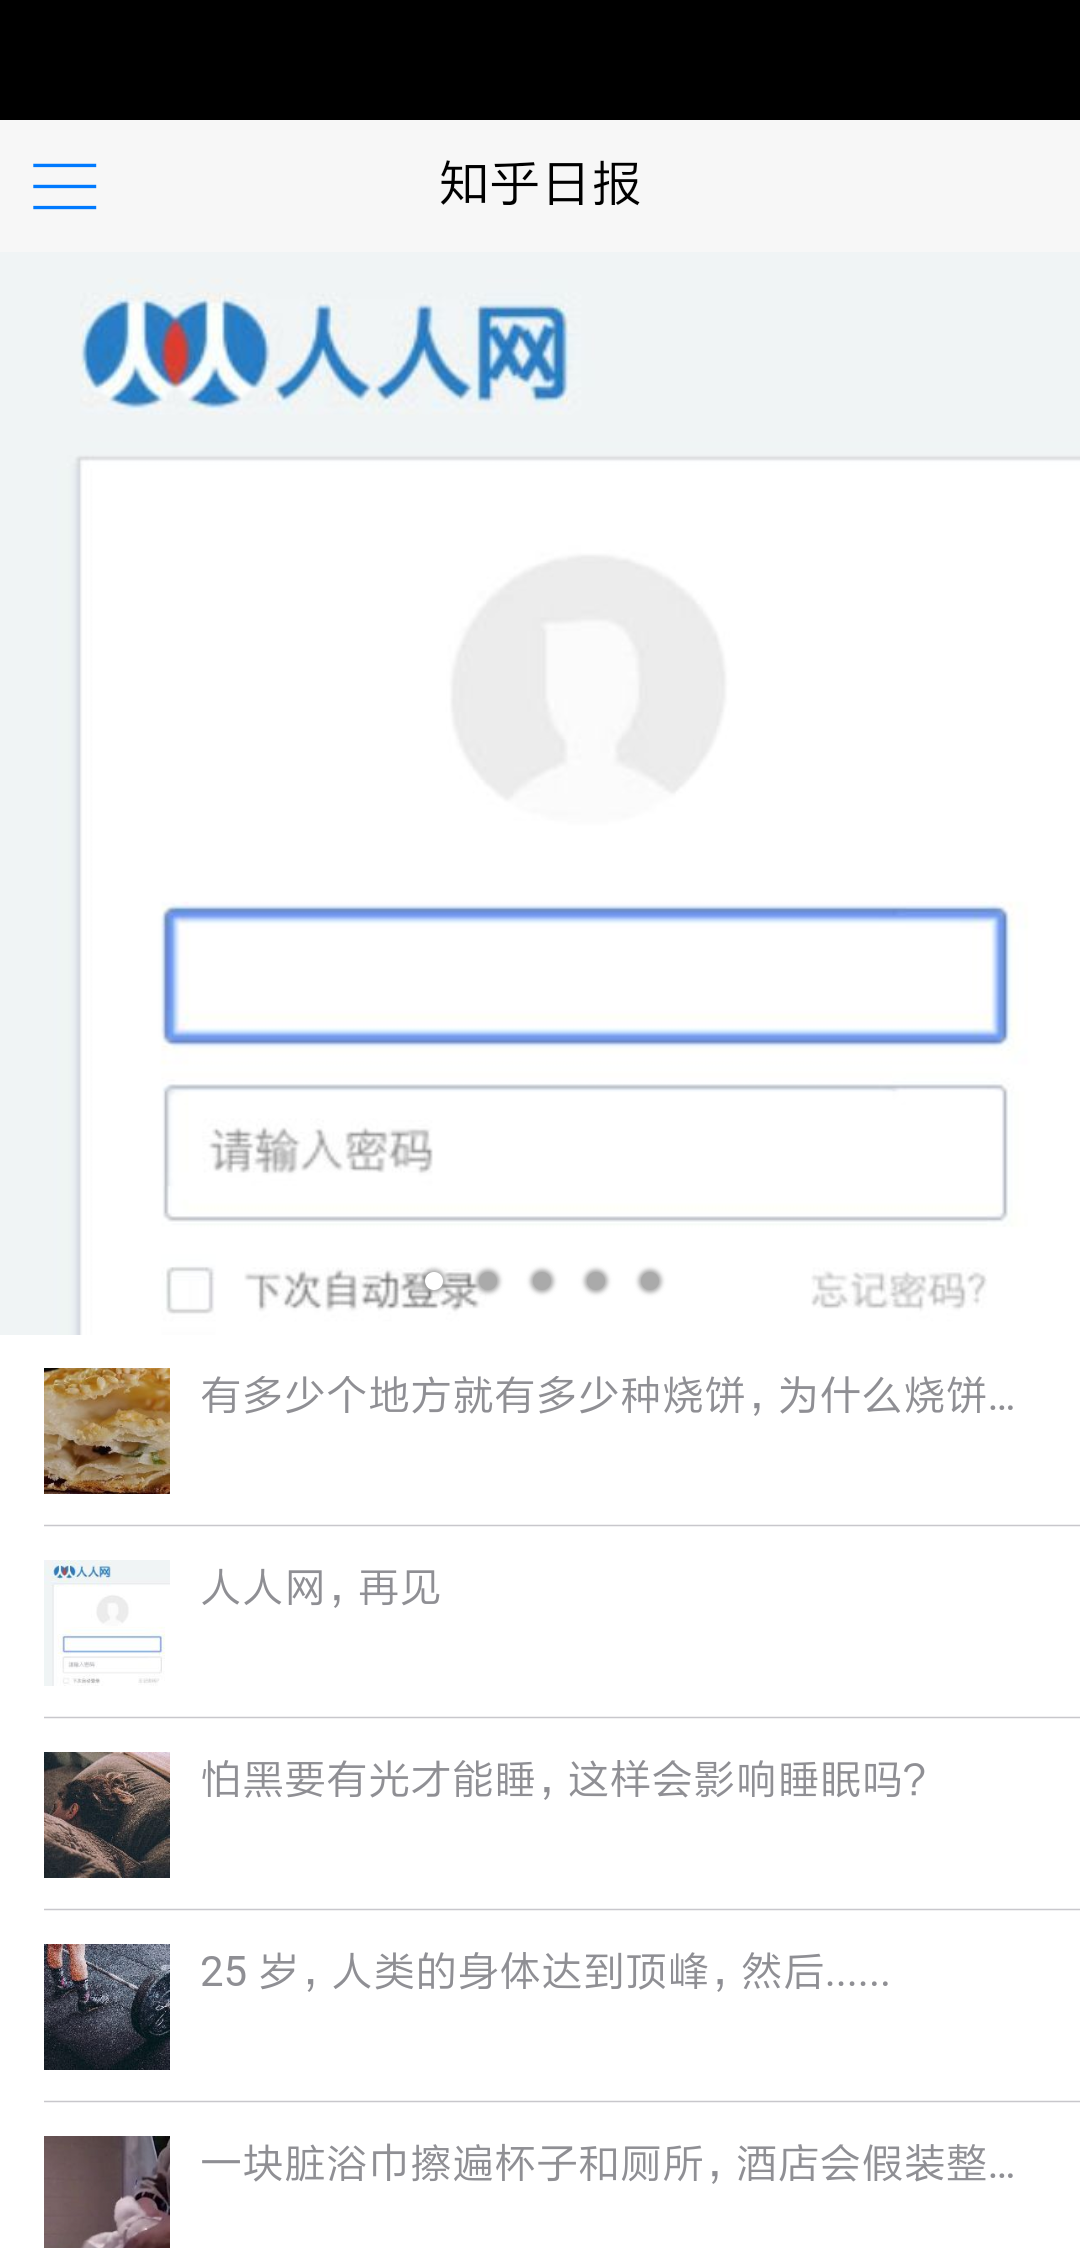 知乎日报
人人网
请输入密码
下次自动登录
忘记密码?
有多少个地方就有多少种烧饼，为什么烧饼...
人人网，再见
人人网
怕黑要有光才能睡，这样会影响睡眠吗？
25 岁，人类的身体达到顶峰，然后......
一块脏浴巾擦遍杯子和厕所，酒店会假装整...